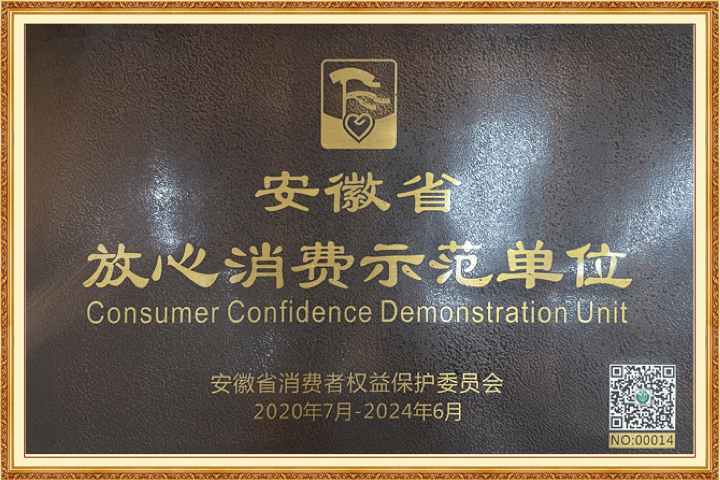 安徽省
放心消费示范单位
Consumer Confidence Demonstration Unit
安徽省消费者权益保护委员会
2020年7月-2024年6月
NO:00014